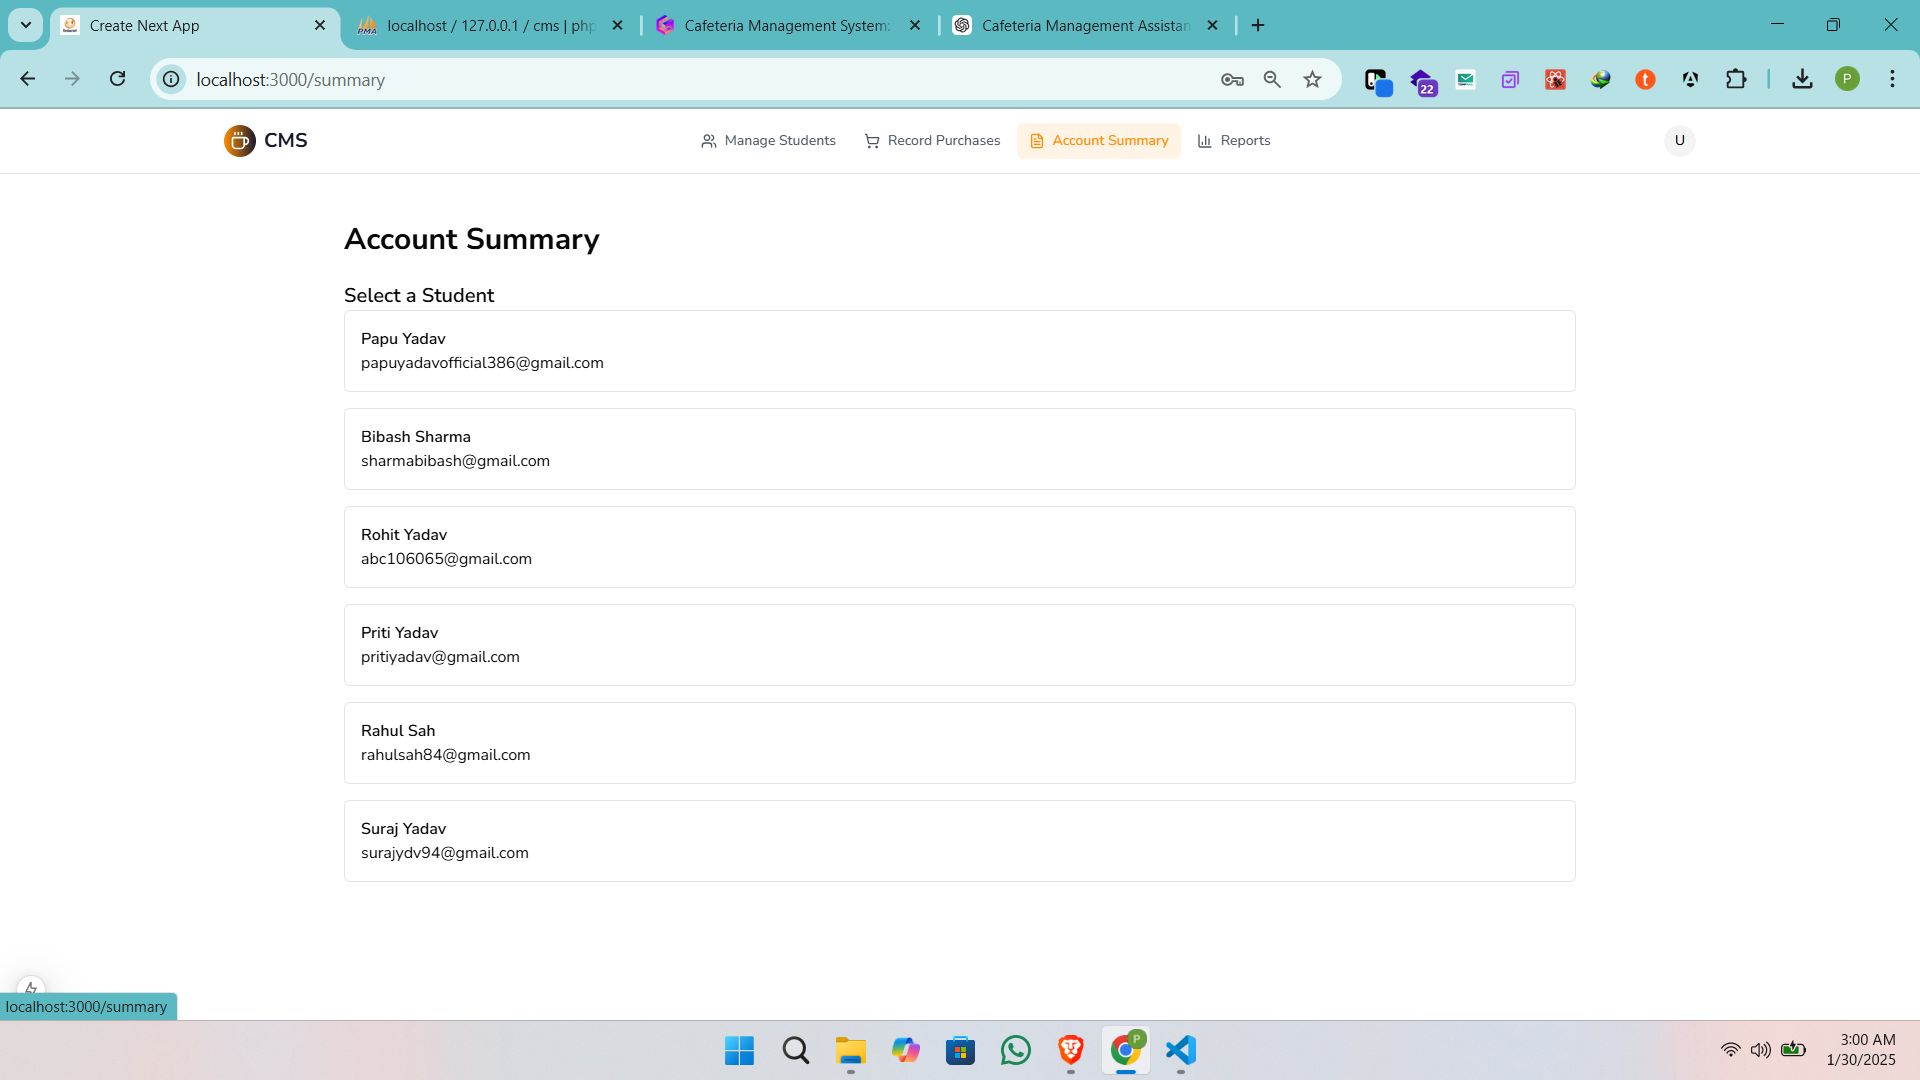 Create Next App
localhost / 127.0.0.1 / cms | php
Cafeteria Management System:
Cafeteria Management Assistan
localhost:3000/summary
22
P
CMS
Manage Students
Record Purchases
Account Summary
Reports
U
Account Summary
Select a Student
Papu Yadav
papuyadavofficial386@gmail.com
Bibash Sharma
sharmabibash@gmail.com
Rohit Yadav
abc106065@gmail.com
Priti Yadav
pritiyadav@gmail.com
Rahul Sah
rahulsah84@gmail.com
Suraj Yadav
surajydv94@gmail.com
localhost:3000/summary
P
3:00 AM
1/30/2025